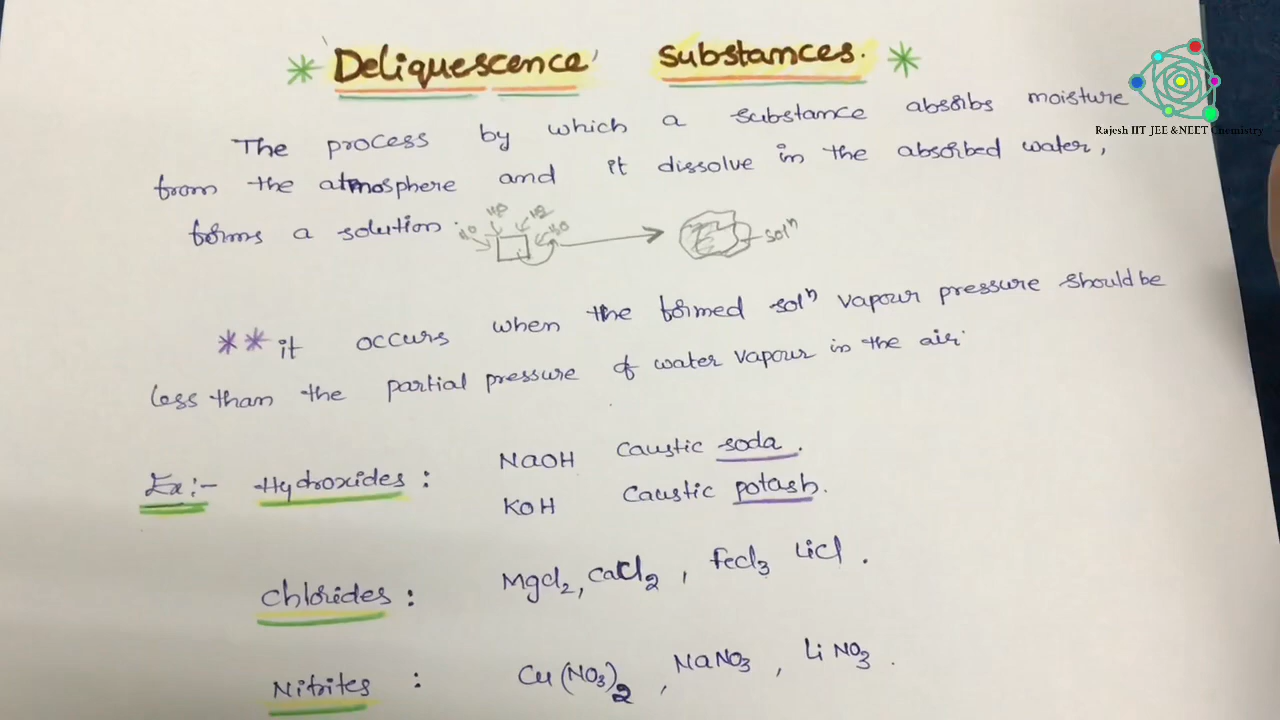 * 'Deliquescence' Substances. *
Rajesh IIT JEE &NEET Chemistry
The process by which a substance absorbs moisture
from the atmosphere and it dissolve in the absorbed water,
forms a solution.
H2O H2O H2O H2O
solⁿ
** it occurs when the formed solⁿ vapour pressure should be
less than the partial pressure of water vapour in the air.
Ex:- Hydroxides : NaOH Caustic soda.
KOH Caustic potash.
Chlorides : MgCl2, CaCl2, FeCl3 LiCl.
Nitrites : Cu(NO3)2, NaNO3, LiNO3.